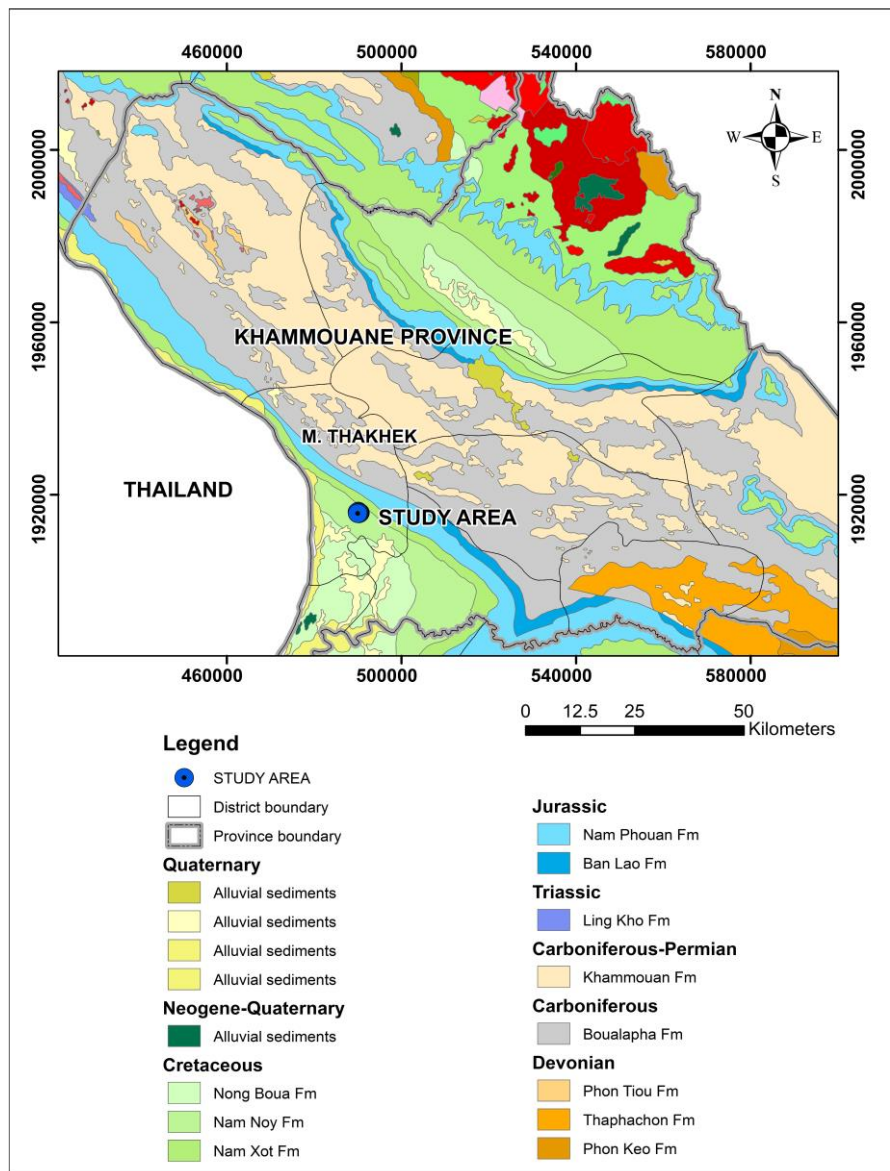 460000 500000 540000 580000
N
W E
S
2000000 2000000
1960000 KHAMMOUANE PROVINCE 1960000
M. THAKHEK
THAILAND
1920000 STUDY AREA 1920000
460000 500000 540000 580000
0 12.5 25 50
Kilometers
Legend
STUDY AREA
District boundary
Province boundary
Quaternary
Alluvial sediments
Alluvial sediments
Alluvial sediments
Alluvial sediments
Neogene-Quaternary
Alluvial sediments
Cretaceous
Nong Boua Fm
Nam Noy Fm
Nam Xot Fm
Jurassic
Nam Phouan Fm
Ban Lao Fm
Triassic
Ling Kho Fm
Carboniferous-Permian
Khammouan Fm
Carboniferous
Boualapha Fm
Devonian
Phon Tiou Fm
Thaphachon Fm
Phon Keo Fm